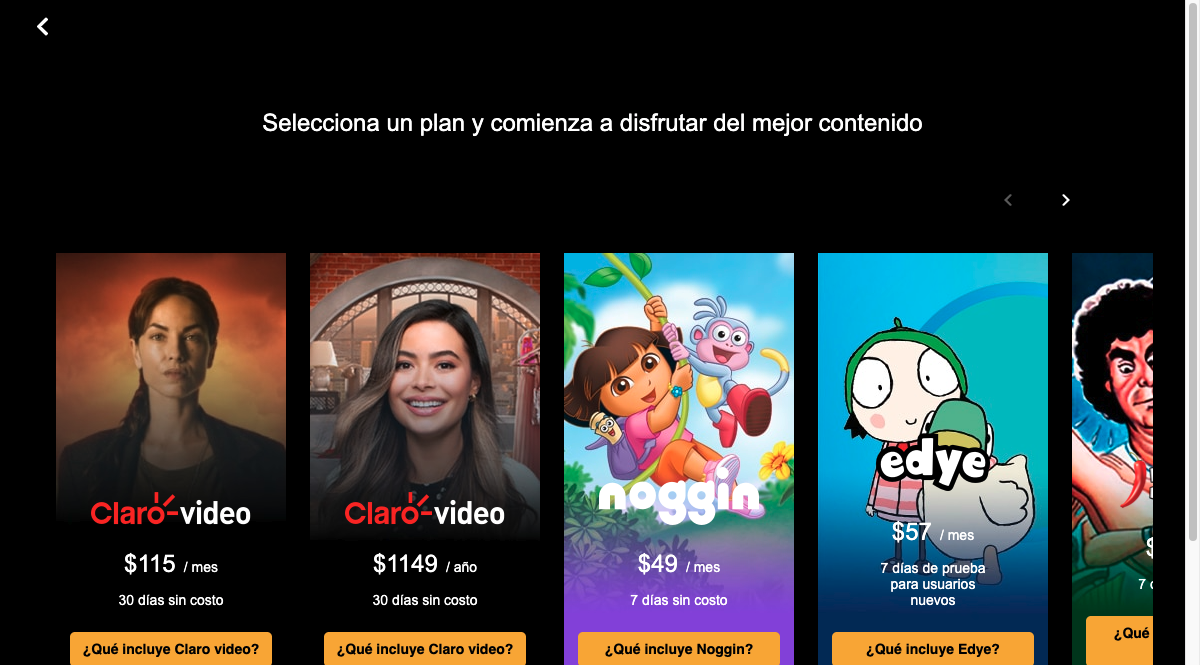 Selecciona un plan y comienza a disfrutar del mejor contenido
Claro-video
$115 / mes
30 días sin costo
¿Qué incluye Claro video?
Claro-video
$1149 / año
30 días sin costo
¿Qué incluye Claro video?
noggin
$49 / mes
7 días sin costo
¿Qué incluye Noggin?
edye
$57 / mes
7 días de prueba
para usuarios
nuevos
¿Qué incluye Edye?
$
7
¿Qué